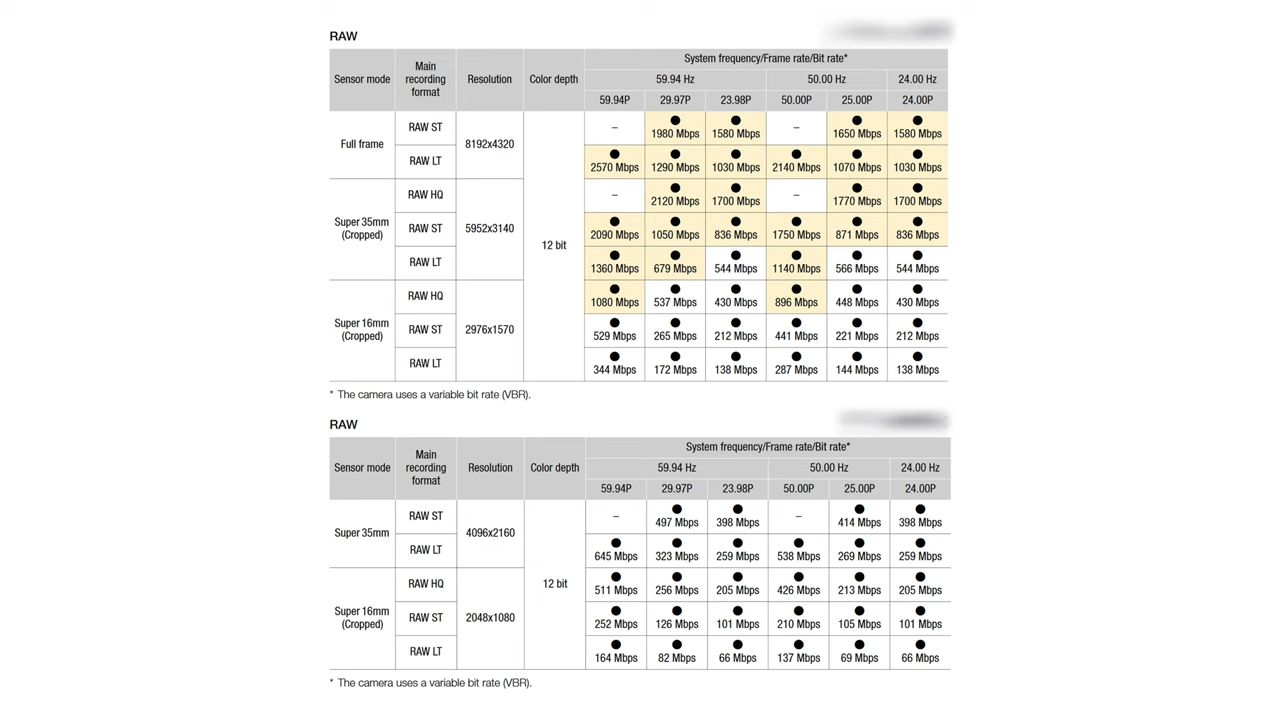 RAW
System frequency/Frame rate/Bit rate*
Sensor mode Main recording format Resolution Color depth 59.94 Hz 50.00 Hz 24.00 Hz
59.94P 29.97P 23.98P 50.00P 25.00P 24.00P
Full frame RAW ST 8192x4320 12 bit – ● 1980 Mbps ● 1580 Mbps – ● 1650 Mbps ● 1580 Mbps
RAW LT ● 2570 Mbps ● 1290 Mbps ● 1030 Mbps ● 2140 Mbps ● 1070 Mbps ● 1030 Mbps
Super 35mm (Cropped) RAW HQ 5952x3140 – ● 2120 Mbps ● 1700 Mbps – ● 1770 Mbps ● 1700 Mbps
RAW ST ● 2090 Mbps ● 1050 Mbps ● 836 Mbps ● 1750 Mbps ● 871 Mbps ● 836 Mbps
RAW LT ● 1360 Mbps ● 679 Mbps ● 544 Mbps ● 1140 Mbps ● 566 Mbps ● 544 Mbps
Super 16mm (Cropped) RAW HQ 2976x1570 ● 1080 Mbps ● 537 Mbps ● 430 Mbps ● 896 Mbps ● 448 Mbps ● 430 Mbps
RAW ST ● 529 Mbps ● 265 Mbps ● 212 Mbps ● 441 Mbps ● 221 Mbps ● 212 Mbps
RAW LT ● 344 Mbps ● 172 Mbps ● 138 Mbps ● 287 Mbps ● 144 Mbps ● 138 Mbps
* The camera uses a variable bit rate (VBR).
RAW
System frequency/Frame rate/Bit rate*
Sensor mode Main recording format Resolution Color depth 59.94 Hz 50.00 Hz 24.00 Hz
59.94P 29.97P 23.98P 50.00P 25.00P 24.00P
Super 35mm RAW ST 4096x2160 12 bit – ● 497 Mbps ● 398 Mbps – ● 414 Mbps ● 398 Mbps
RAW LT ● 645 Mbps ● 323 Mbps ● 259 Mbps ● 538 Mbps ● 269 Mbps ● 259 Mbps
Super 16mm (Cropped) RAW HQ 2048x1080 ● 511 Mbps ● 256 Mbps ● 205 Mbps ● 426 Mbps ● 213 Mbps ● 205 Mbps
RAW ST ● 252 Mbps ● 126 Mbps ● 101 Mbps ● 210 Mbps ● 105 Mbps ● 101 Mbps
RAW LT ● 164 Mbps ● 82 Mbps ● 66 Mbps ● 137 Mbps ● 69 Mbps ● 66 Mbps
* The camera uses a variable bit rate (VBR).